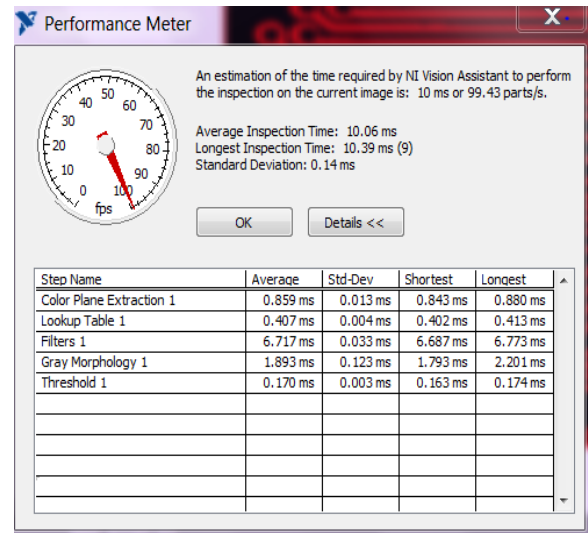 Performance Meter
X
An estimation of the time required by NI Vision Assistant to perform
the inspection on the current image is: 10 ms or 99.43 parts/s.
Average Inspection Time: 10.06 ms
Longest Inspection Time: 10.39 ms (9)
Standard Deviation: 0.14 ms
0
10
20
30
40
50
60
70
80
90
100
fps
OK
Details <<
Step Name Average Std-Dev Shortest Longest
Color Plane Extraction 1 0.859 ms 0.013 ms 0.843 ms 0.880 ms
Lookup Table 1 0.407 ms 0.004 ms 0.402 ms 0.413 ms
Filters 1 6.717 ms 0.033 ms 6.687 ms 6.773 ms
Gray Morphology 1 1.893 ms 0.123 ms 1.793 ms 2.201 ms
Threshold 1 0.170 ms 0.003 ms 0.163 ms 0.174 ms